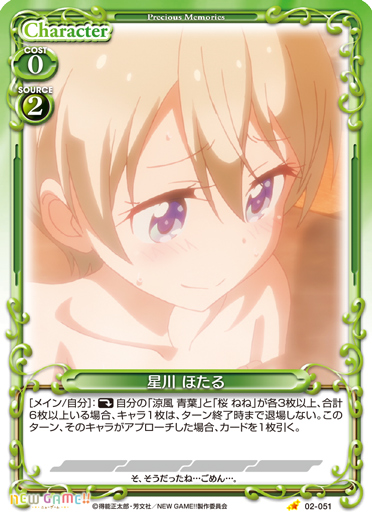 Precious Memories
Character
COST
0
SOURCE
2
星川 ほたる
[メイン/自分]:自分の「涼風 青葉」と「桜 ねね」が各3枚以上、合計
6枚以上いる場合、キャラ1枚は、ターン終了時まで退場しない。この
ターン、そのキャラがアプローチした場合、カードを1枚引く。
そ、そうだったね…ごめん…。
NEW GAME!!
©得能正太郎・芳文社/NEW GAME!!製作委員会
02-051